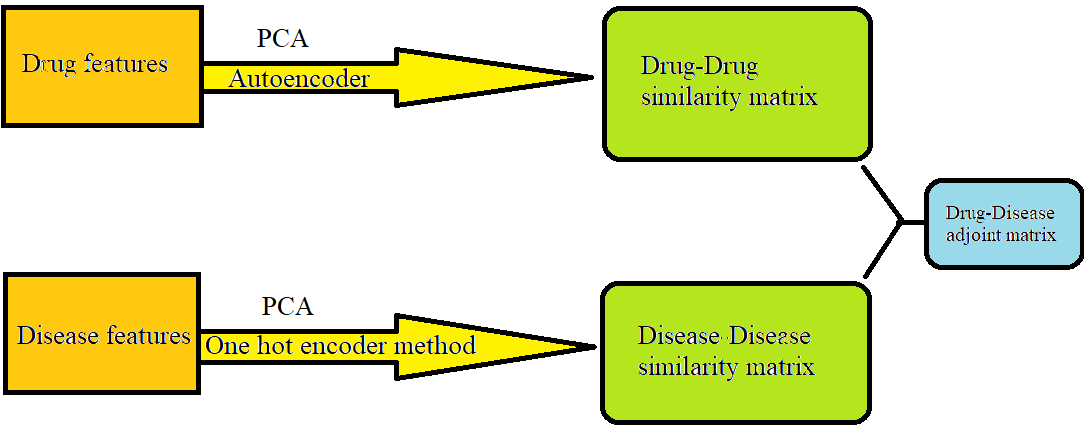 Drug features
PCA
Autoencoder
Drug-Drug
similarity matrix
Drug-Disease
adjoint matrix
Disease features
PCA
One hot encoder method
Disease-Disease
similarity matrix